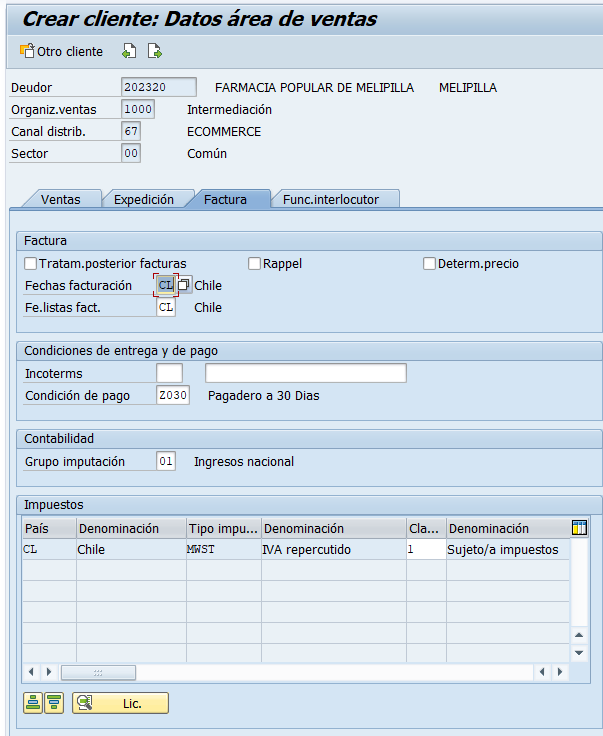 Crear cliente: Datos área de ventas
Otro cliente
Deudor 202320 FARMACIA POPULAR DE MELIPILLA MELIPILLA
Organiz.ventas 1000 Intermediación
Canal distrib. 67 ECOMMERCE
Sector 00 Común
Ventas Expedición Factura Func.interlocutor
Factura
Tratam.posterior facturas Rappel Determ.precio
Fechas facturación CL Chile
Fe.listas fact. CL Chile
Condiciones de entrega y de pago
Incoterms
Condición de pago Z030 Pagadero a 30 Dias
Contabilidad
Grupo imputación 01 Ingresos nacional
Impuestos
País Denominación Tipo impu... Denominación Cla... Denominación
CL Chile MWST IVA repercutido 1 Sujeto/a impuestos
Lic.